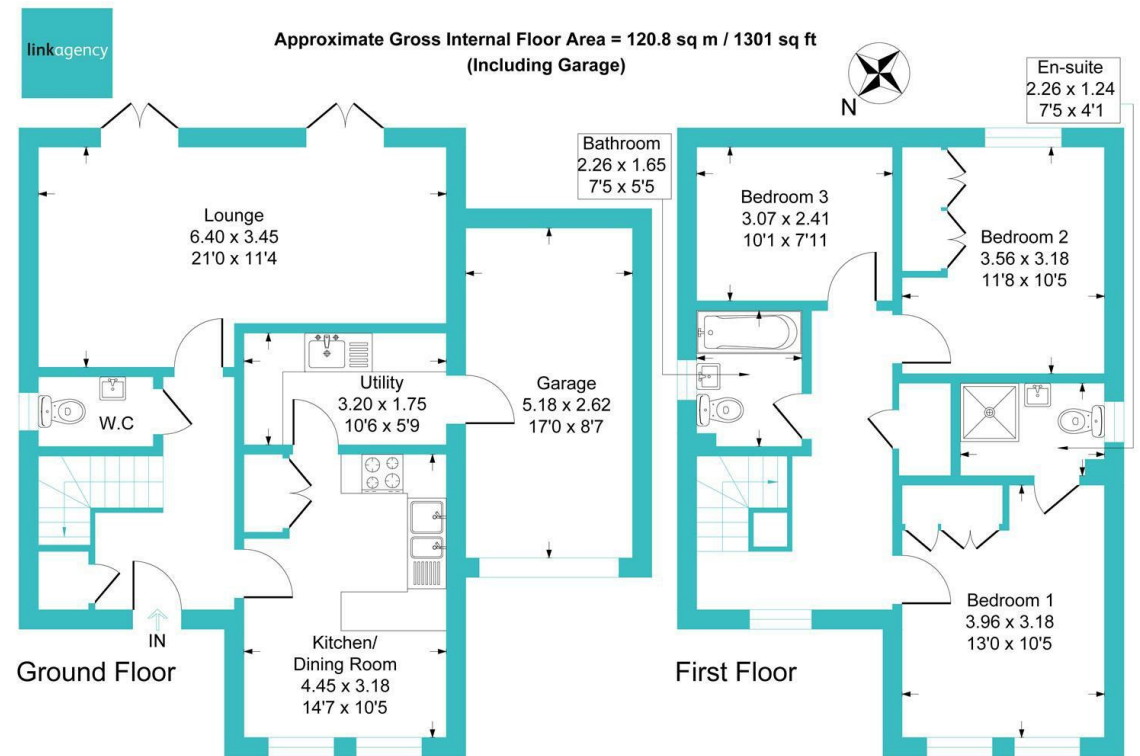 linkagency
Approximate Gross Internal Floor Area = 120.8 sq m / 1301 sq ft
(Including Garage)
N
En-suite
2.26 x 1.24
7'5 x 4'1
Bathroom
2.26 x 1.65
7'5 x 5'5
Lounge
6.40 x 3.45
21'0 x 11'4
Utility
3.20 x 1.75
10'6 x 5'9
Garage
5.18 x 2.62
17'0 x 8'7
W.C
IN
Kitchen/
Dining Room
4.45 x 3.18
14'7 x 10'5
Ground Floor
Bedroom 3
3.07 x 2.41
10'1 x 7'11
Bedroom 2
3.56 x 3.18
11'8 x 10'5
Bedroom 1
3.96 x 3.18
13'0 x 10'5
First Floor